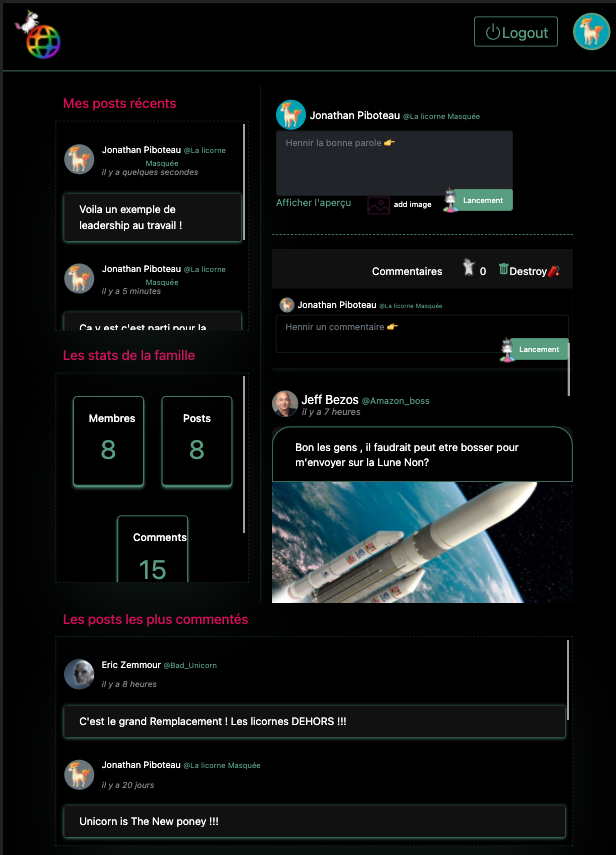 Logout
Mes posts récents
Jonathan Piboteau @La licorne
Masquée
il y a quelques secondes
Voila un exemple de
leadership au travail !
Jonathan Piboteau @La licorne
Masquée
il y a 5 minutes
Ca y est c'est parti pour la
Les stats de la famille
Membres
8
Posts
8
Comments
15
Jonathan Piboteau @La licorne Masquée
Hennir la bonne parole 👉
Afficher l'aperçu
add image
Lancement
Commentaires
0
Destroy
Jonathan Piboteau @La licorne Masquée
Hennir un commentaire 👉
Lancement
Jeff Bezos @Amazon_boss
il y a 7 heures
Bon les gens , il faudrait peut etre bosser pour
m'envoyer sur la Lune Non?
Les posts les plus commentés
Eric Zemmour @Bad_Unicorn
il y a 8 heures
C'est le grand Remplacement ! Les licornes DEHORS !!!
Jonathan Piboteau @La licorne Masquée
il y a 20 jours
Unicorn is The New poney !!!